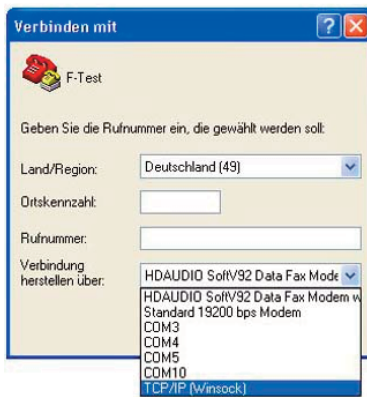 Verbinden mit
F-Test
Geben Sie die Rufnummer ein, die gewählt werden soll:
Land/Region: Deutschland (49)
Ortskennzahl:
Rufnummer:
Verbindung
herstellen über: HDAUDIO SoftV92 Data Fax Mode
HDAUDIO SoftV92 Data Fax Modem w
Standard 19200 bps Modem
COM3
COM4
COM5
COM10
TCP/IP (Winsock)